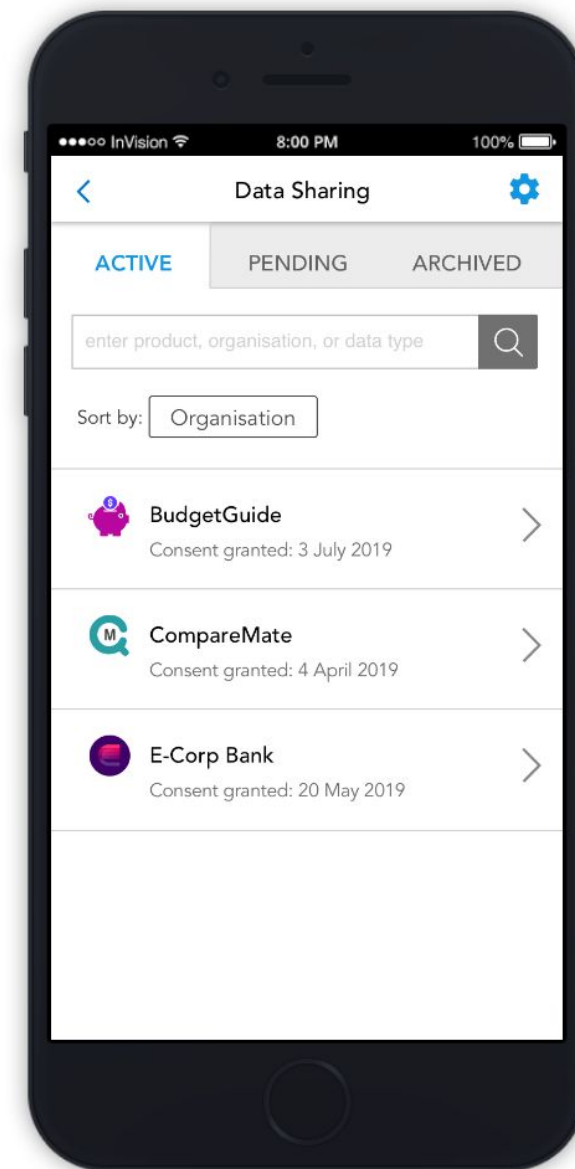 ●●●○○ InVision 8:00 PM 100%
Data Sharing
ACTIVE PENDING ARCHIVED
enter product, organisation, or data type
Sort by: Organisation
$
BudgetGuide
Consent granted: 3 July 2019
M
CompareMate
Consent granted: 4 April 2019
E-Corp Bank
Consent granted: 20 May 2019